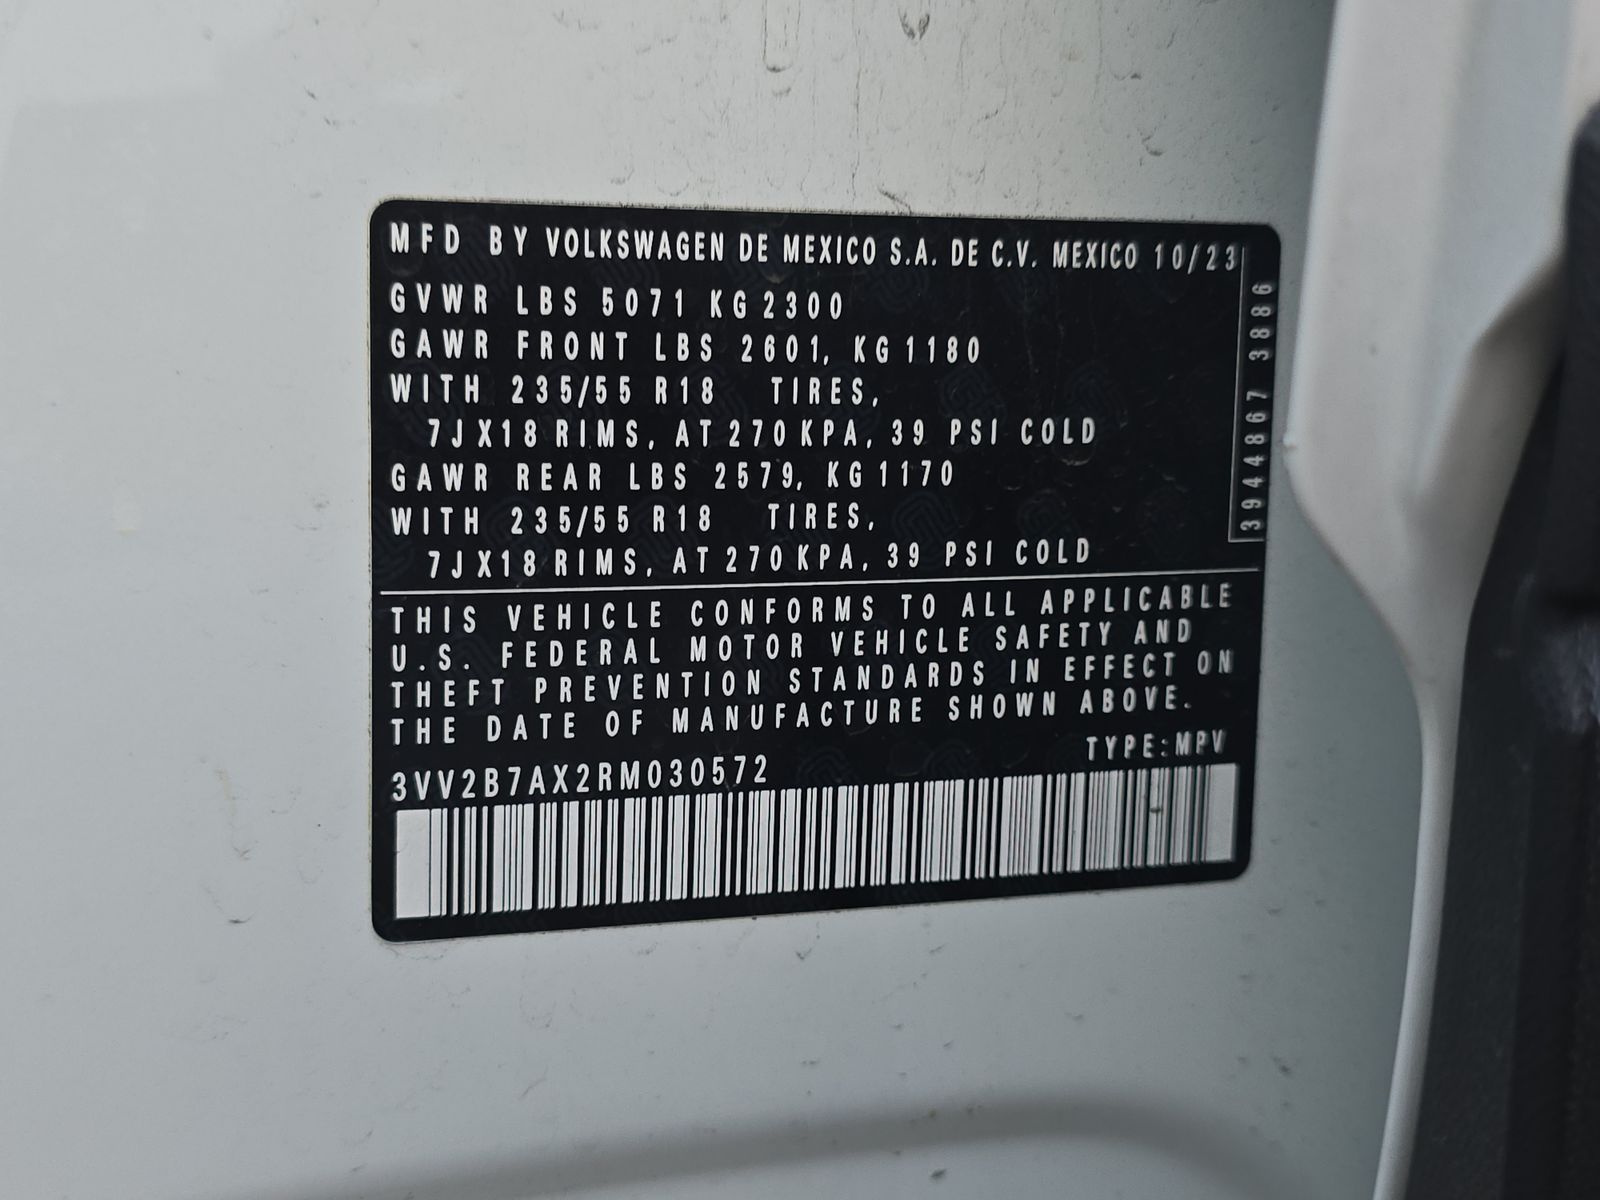 MFD BY VOLKSWAGEN DE MEXICO S.A. DE C.V. MEXICO 10/23
GVWR LBS 5071 KG 2300
GAWR FRONT LBS 2601, KG 1180
WITH 235/55 R18 TIRES,
7J X18 RIMS, AT 270 KPA, 39 PSI COLD
GAWR REAR LBS 2579, KG 1170
WITH 235/55 R18 TIRES,
7J X18 RIMS, AT 270 KPA, 39 PSI COLD
3944867 3886
THIS VEHICLE CONFORMS TO ALL APPLICABLE
U.S. FEDERAL MOTOR VEHICLE SAFETY AND
THEFT PREVENTION STANDARDS IN EFFECT ON
THE DATE OF MANUFACTURE SHOWN ABOVE.
TYPE:MPV
3VV2B7AX2RM030572